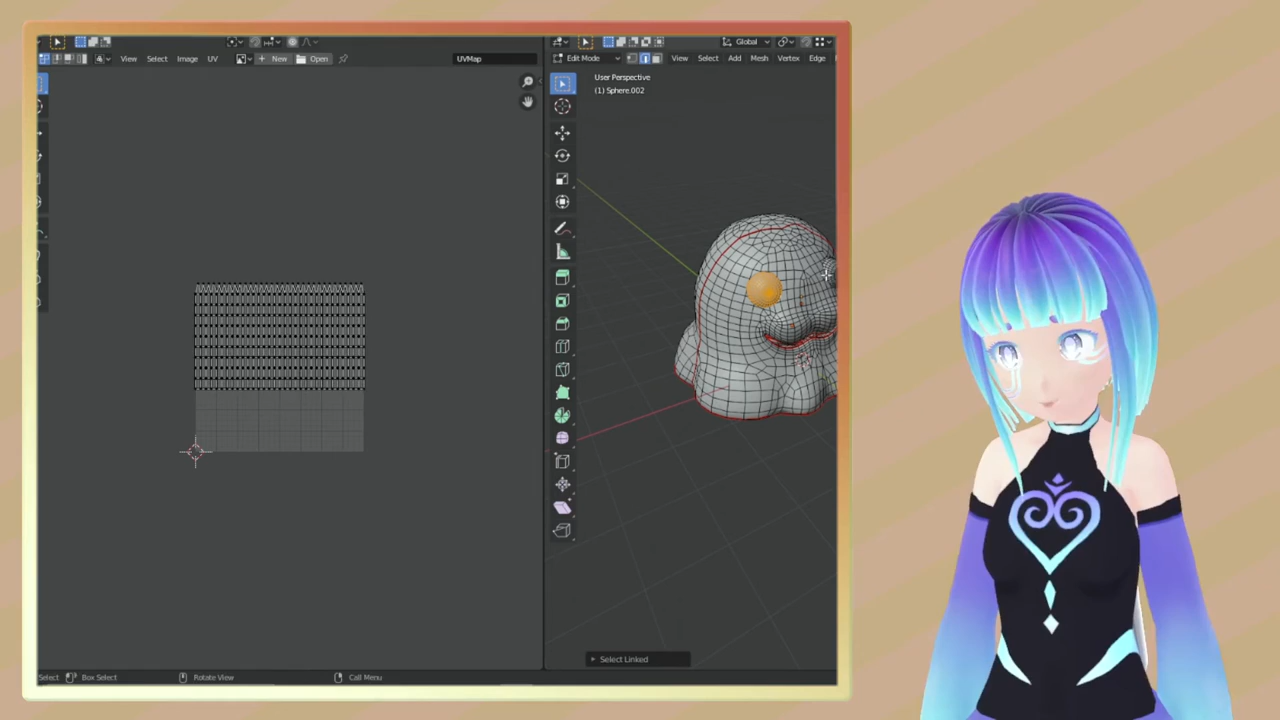 View Select Image UV New Open UVMap
Select Box Select Rotate View Call Menu
Global
Edit Mode View Select Add Mesh Vertex Edge
User Perspective
(1) Sphere.002
Select Linked